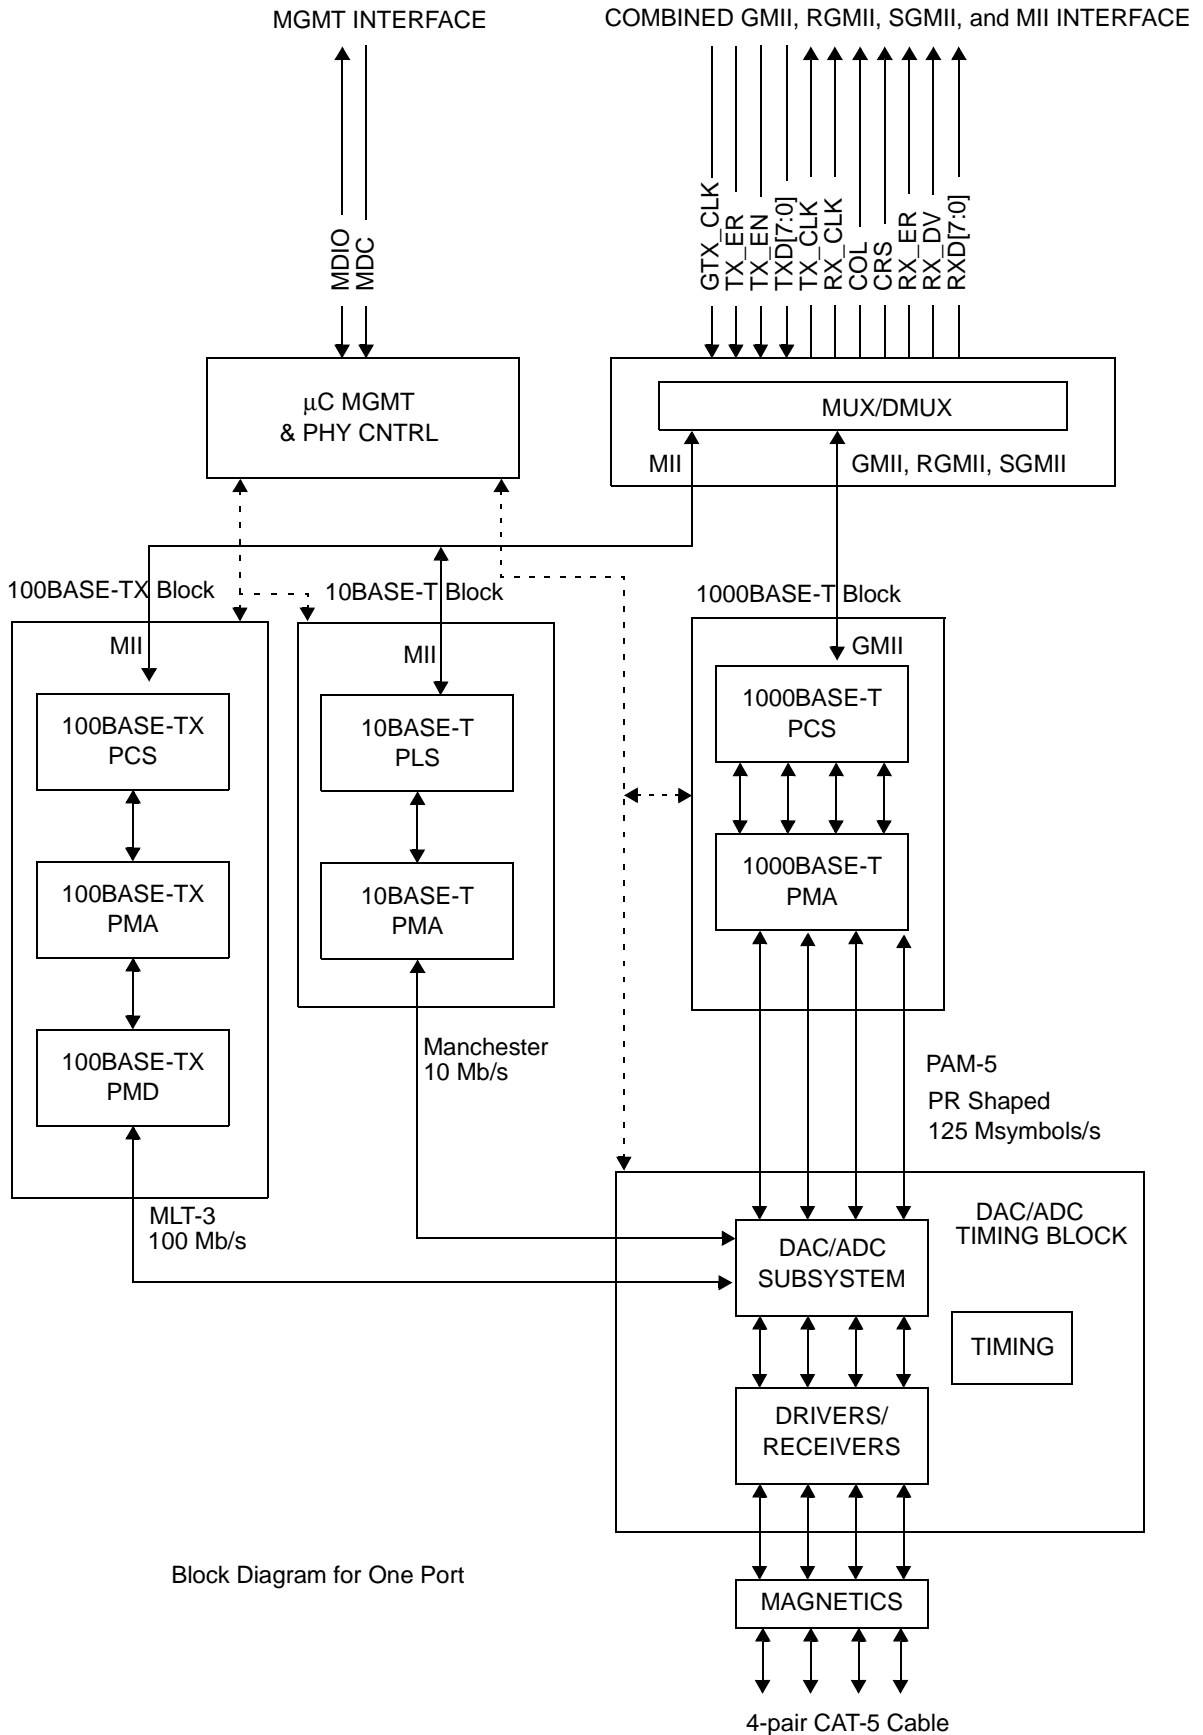 MGMT INTERFACE
COMBINED GMII, RGMII, SGMII, and MII INTERFACE
MDIO
MDC
GTX_CLK
TX_ER
TX_EN
TXD[7:0]
TX_CLK
RX_CLK
COL
CRS
RX_ER
RX_DV
RXD[7:0]
μC MGMT
& PHY CNTRL
MUX/DMUX
MII
GMII, RGMII, SGMII
100BASE-TX Block
10BASE-T Block
1000BASE-T Block
MII
MII
GMII
100BASE-TX
PCS
10BASE-T
PLS
1000BASE-T
PCS
100BASE-TX
PMA
10BASE-T
PMA
1000BASE-T
PMA
100BASE-TX
PMD
Manchester
10 Mb/s
PAM-5
PR Shaped
125 Msymbols/s
MLT-3
100 Mb/s
DAC/ADC
TIMING BLOCK
DAC/ADC
SUBSYSTEM
TIMING
DRIVERS/
RECEIVERS
Block Diagram for One Port
MAGNETICS
4-pair CAT-5 Cable